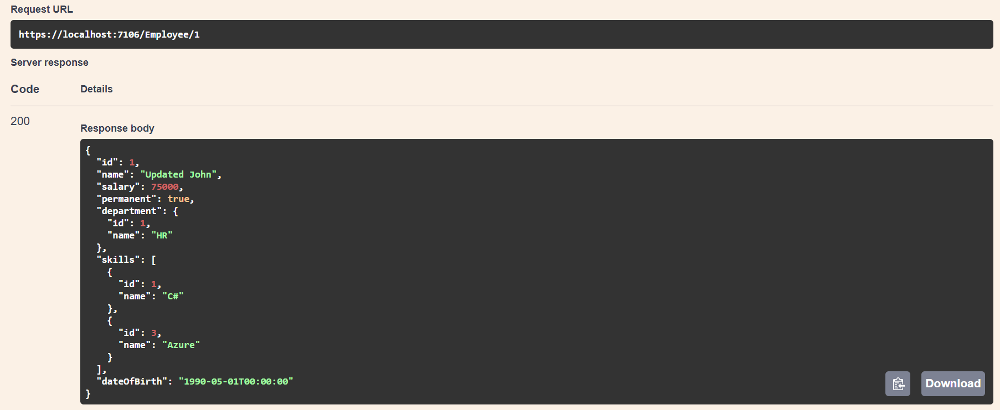 Request URL
https://localhost:7106/Employee/1
Server response
Code Details
200
Response body
{
  "id": 1,
  "name": "Updated John",
  "salary": 75000,
  "permanent": true,
  "department": {
    "id": 1,
    "name": "HR"
  },
  "skills": [
    {
      "id": 1,
      "name": "C#"
    },
    {
      "id": 3,
      "name": "Azure"
    }
  ],
  "dateOfBirth": "1990-05-01T00:00:00"
}
Download